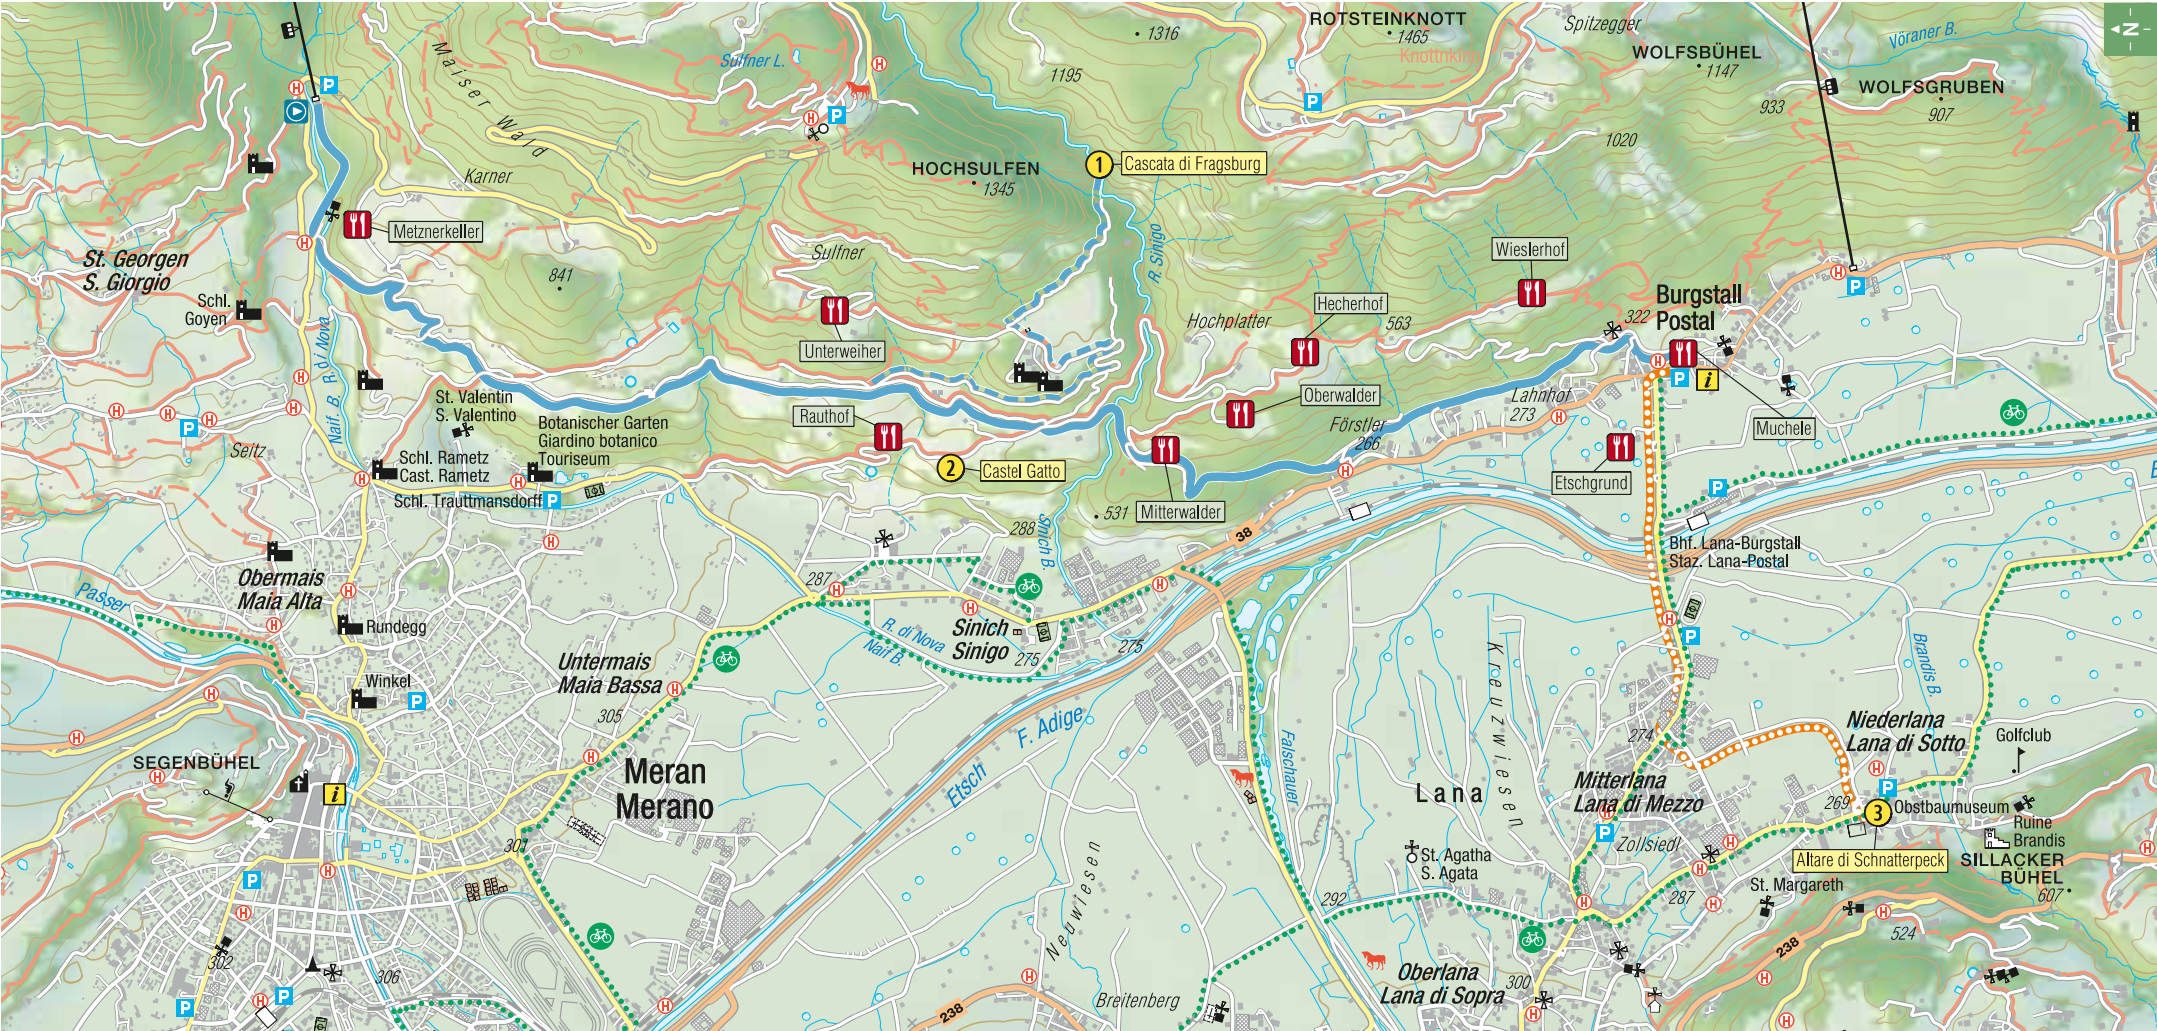 ROTSTEINKNOTT
1465
Knottnkino
1316
1195
Spitzegger
WOLFSBÜHEL
1147
Vöraner B.
N
WOLFSGRUBEN
907
933
1020
Maiser Wald
Sulfner L.
P
H
Karner
HOCHSULFEN
1345
1
Cascata di Fragsburg
Metznerkeller
St. Georgen
S. Giorgio
Schl.
Goyen
841
Sulfner
Unterweiher
R. Sinigo
Hochplatter
Hecherhof
563
Wieslerhof
322
Burgstall
Postal
i
Muchele
Naif B.
R. di Nova
Seitz
St. Valentin
S. Valentino
Botanischer Garten
Giardino botanico
Touriseum
Schl. Rametz
Cast. Rametz
Schl. Trauttmansdorff
Rauthof
2
Castel Gatto
Oberwalder
Mitterwalder
531
288
Sinich B.
Förstler
266
Lahnhof
273
Etschgrund
38
Bhf. Lana-Burgstall
Staz. Lana-Postal
Passer
Obermais
Maia Alta
Rundegg
Winkel
Untermais
Maia Bassa
305
287
R. di Nova
Naif B.
Sinich
Sinigo
275
275
F. Adige
Etsch
Kreuzwiesen
Brandis B.
Niederlana
Lana di Sotto
Golfclub
274
Mitterlana
Lana di Mezzo
Lana
Falschauer
SEGENBÜHEL
i
Meran
Merano
301
302
306
Neuwiesen
Breitenberg
238
St. Agatha
S. Agata
292
Zollsiedl
269
3
Obstbaumuseum
Altare di Schnatterpeck
Ruine
Brandis
SILLACKER
BÜHEL
607
St. Margareth
287
524
238
Oberlana
Lana di Sopra
300